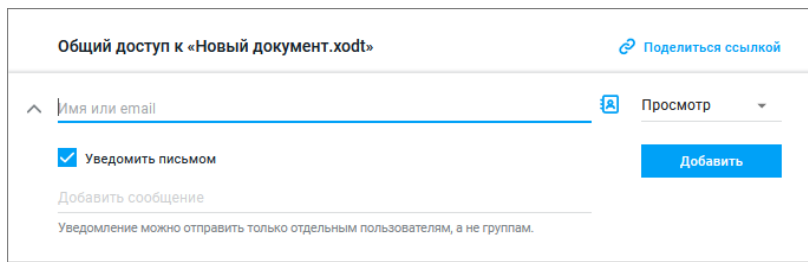 Общий доступ к «Новый документ.xodt»
Поделиться ссылкой
Имя или email
Просмотр
Уведомить письмом
Добавить
Добавить сообщение
Уведомление можно отправить только отдельным пользователям, а не группам.